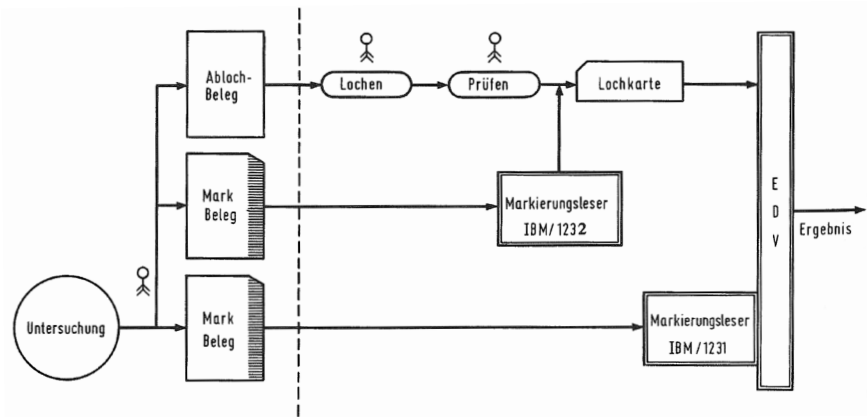 Abloch-
Beleg
Lochen
Prüfen
Lochkarte
Mark
Beleg
Markierungsleser
IBM/1232
E
D
V
Ergebnis
Untersuchung
Mark
Beleg
Markierungsleser
IBM/1231